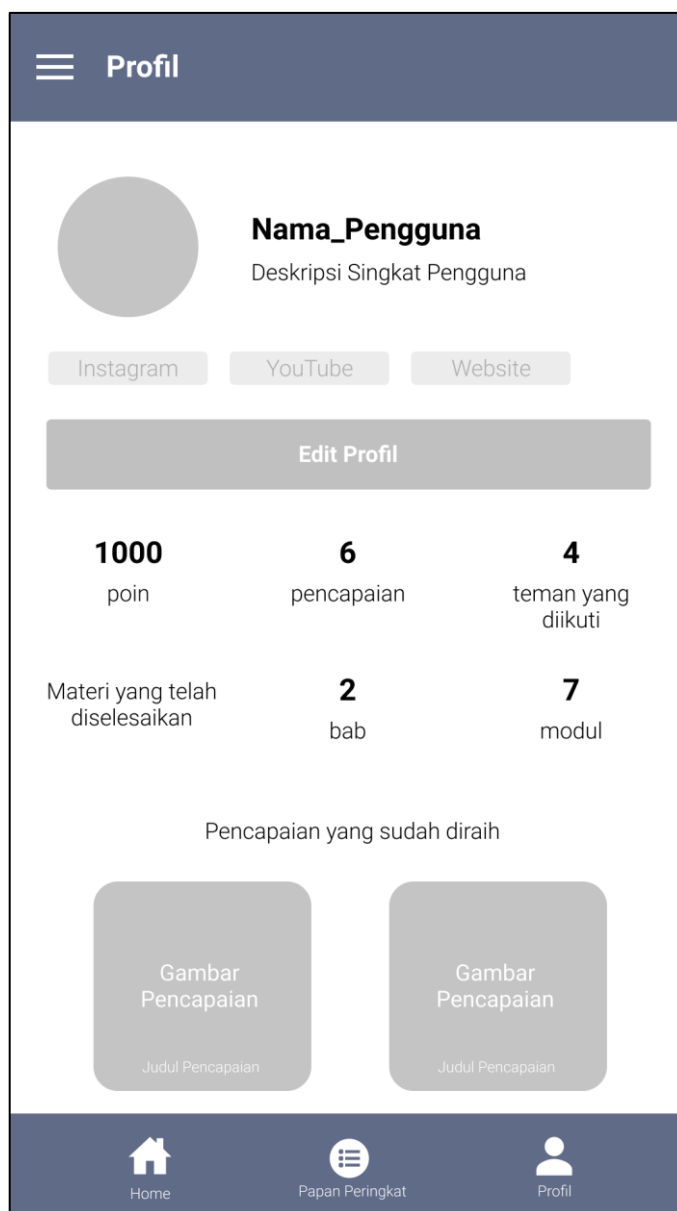 Profil
Nama_Pengguna
Deskripsi Singkat Pengguna
Instagram YouTube Website
Edit Profil
1000 6 4
poin pencapaian teman yang
diikuti
Materi yang telah
diselesaikan
2 7
bab modul
Pencapaian yang sudah diraih
Gambar
Pencapaian
Judul Pencapaian
Gambar
Pencapaian
Judul Pencapaian
Home Papan Peringkat Profil